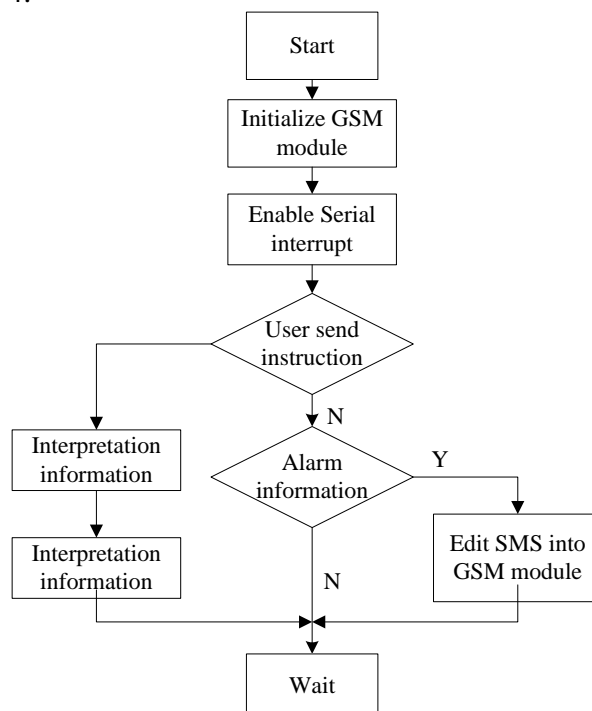 Start
Initialize GSM
module
Enable Serial
interrupt
User send
instruction
N
Interpretation
information
Alarm
information
Y
Interpretation
information
Edit SMS into
GSM module
N
Wait